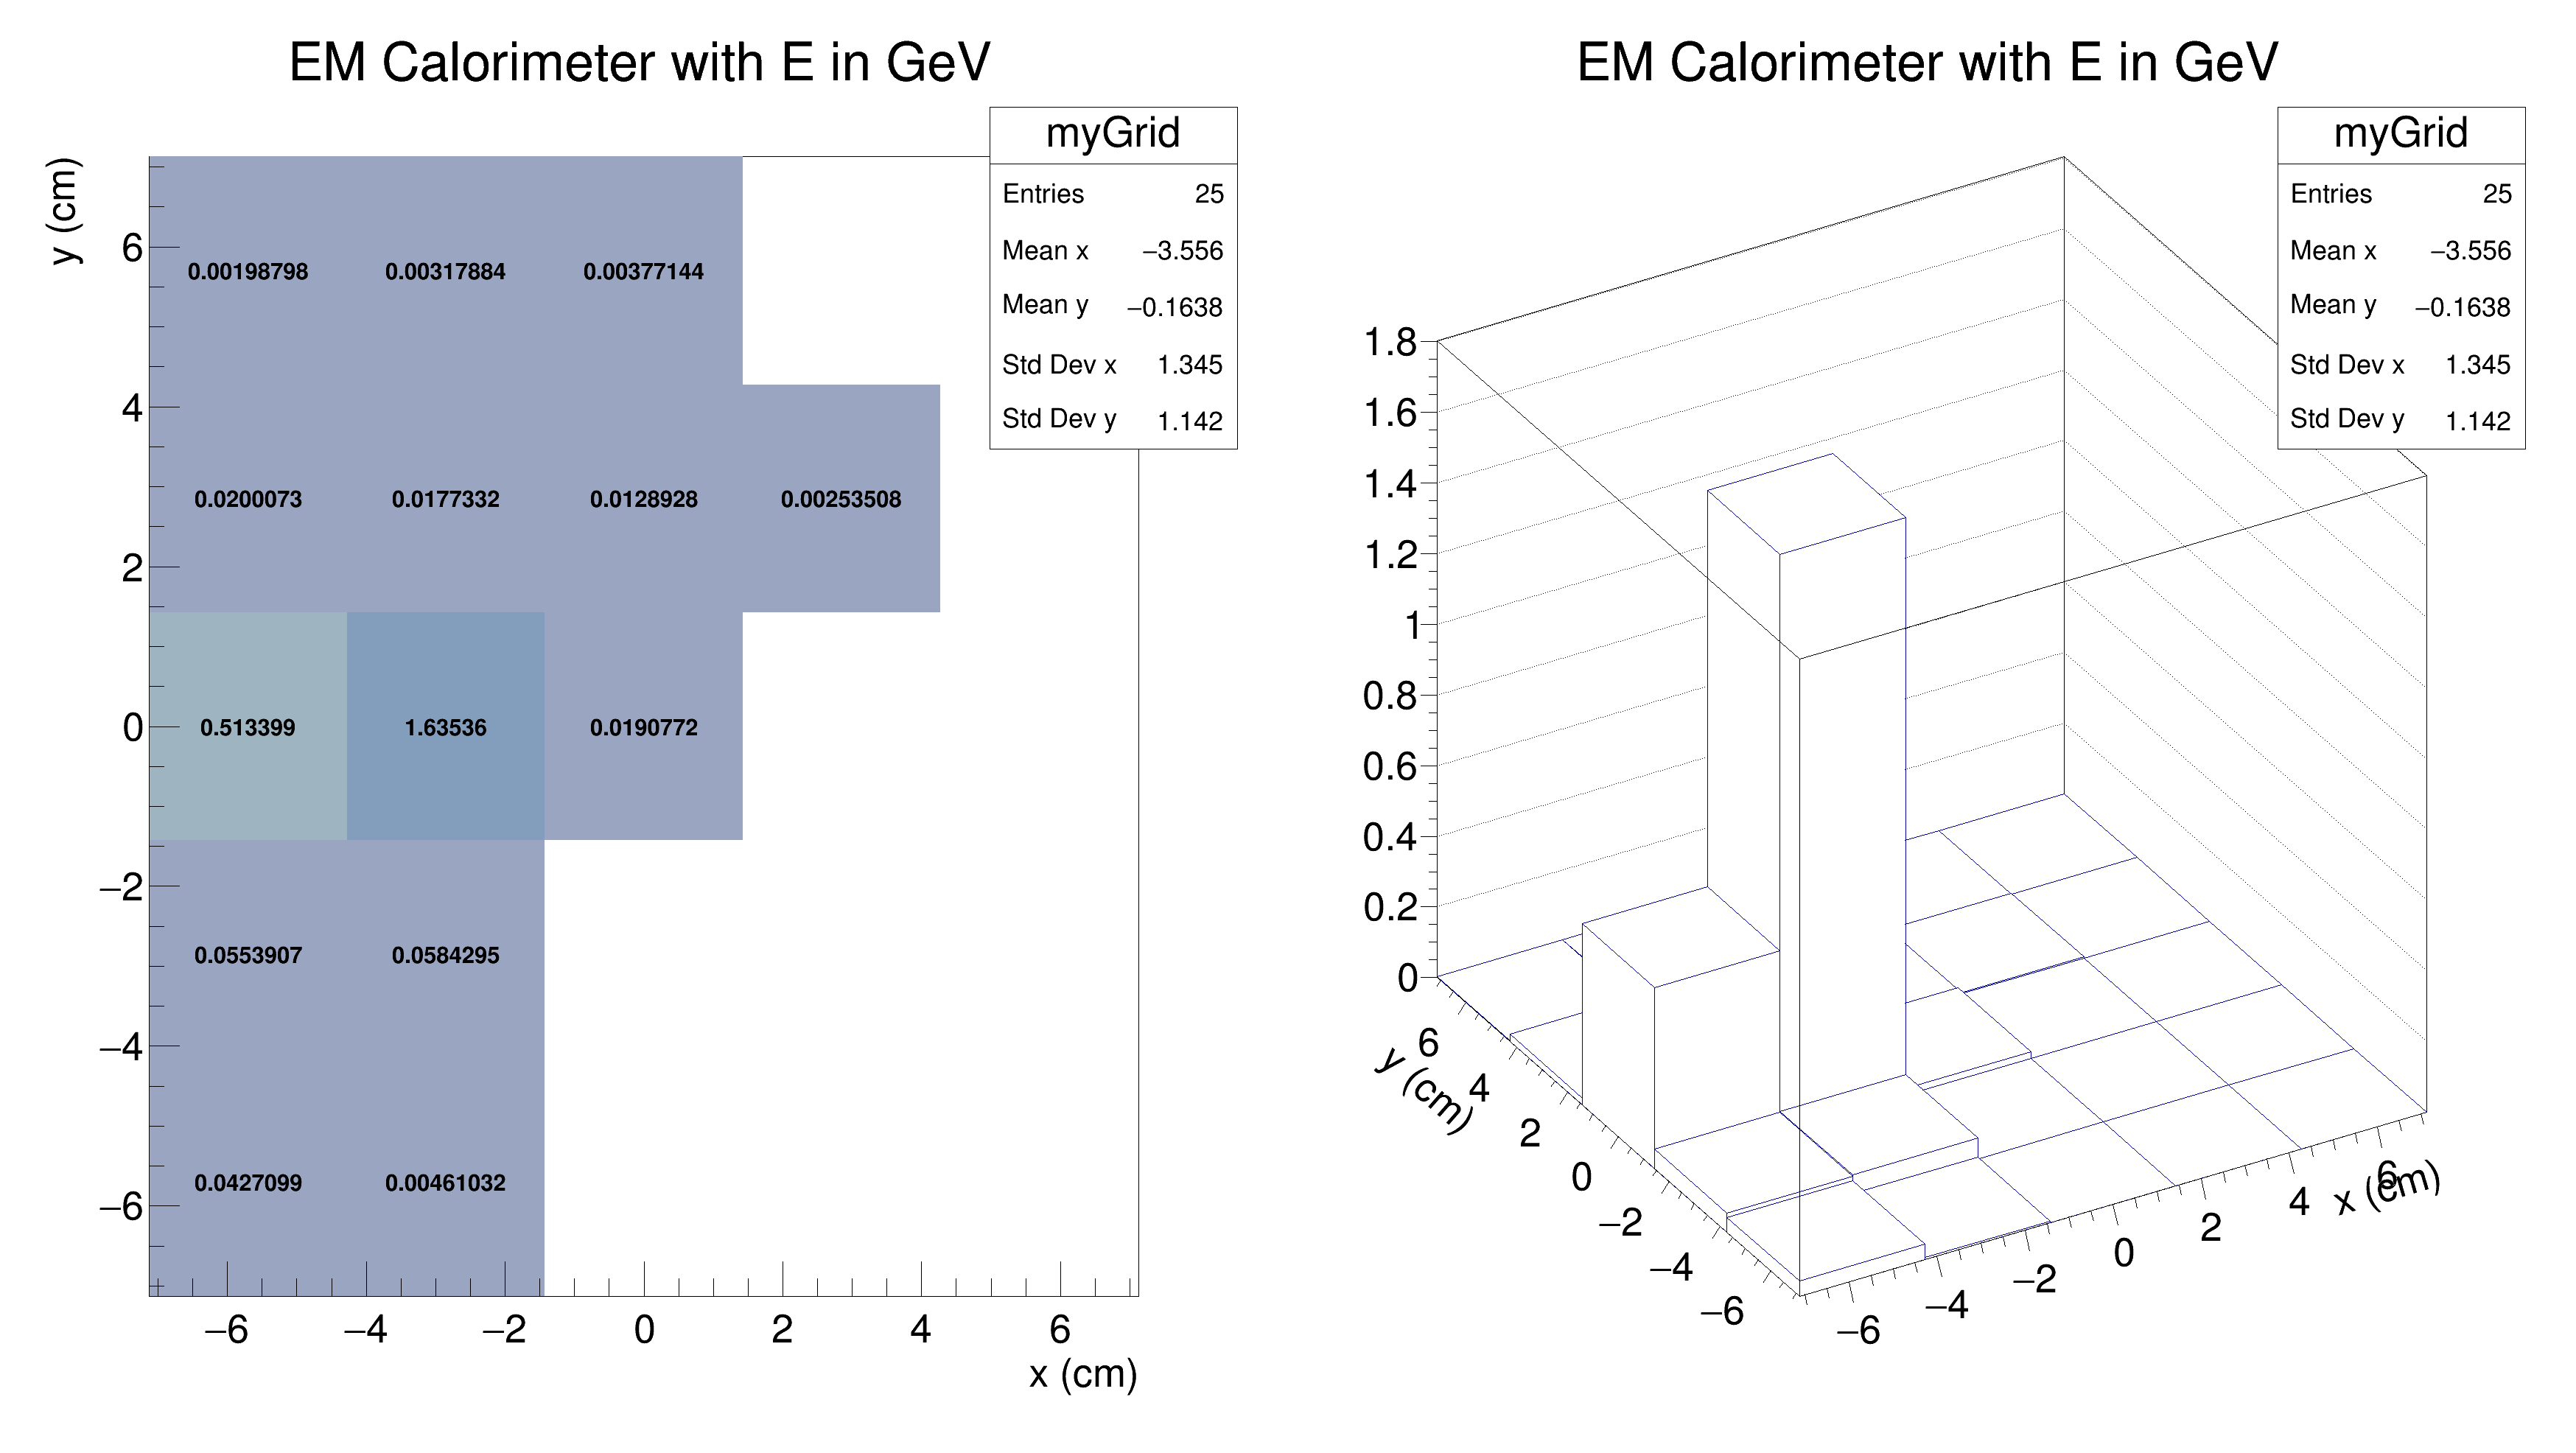 EM Calorimeter with E in GeV
myGrid
Entries 25
Mean x −3.556
Mean y −0.1638
Std Dev x 1.345
Std Dev y 1.142
y (cm)
6
4
2
0
−2
−4
−6
0.00198798 0.00317884 0.00377144
0.0200073 0.0177332 0.0128928 0.00253508
0.513399 1.63536 0.0190772
0.0553907 0.0584295
0.0427099 0.00461032
−6 −4 −2 0 2 4 6
x (cm)
EM Calorimeter with E in GeV
myGrid
Entries 25
Mean x −3.556
Mean y −0.1638
Std Dev x 1.345
Std Dev y 1.142
1.8
1.6
1.4
1.2
1
0.8
0.6
0.4
0.2
0
y (cm)
6
4
2
0
−2
−4
−6
−6 −4 −2 0 2 4 6
x (cm)